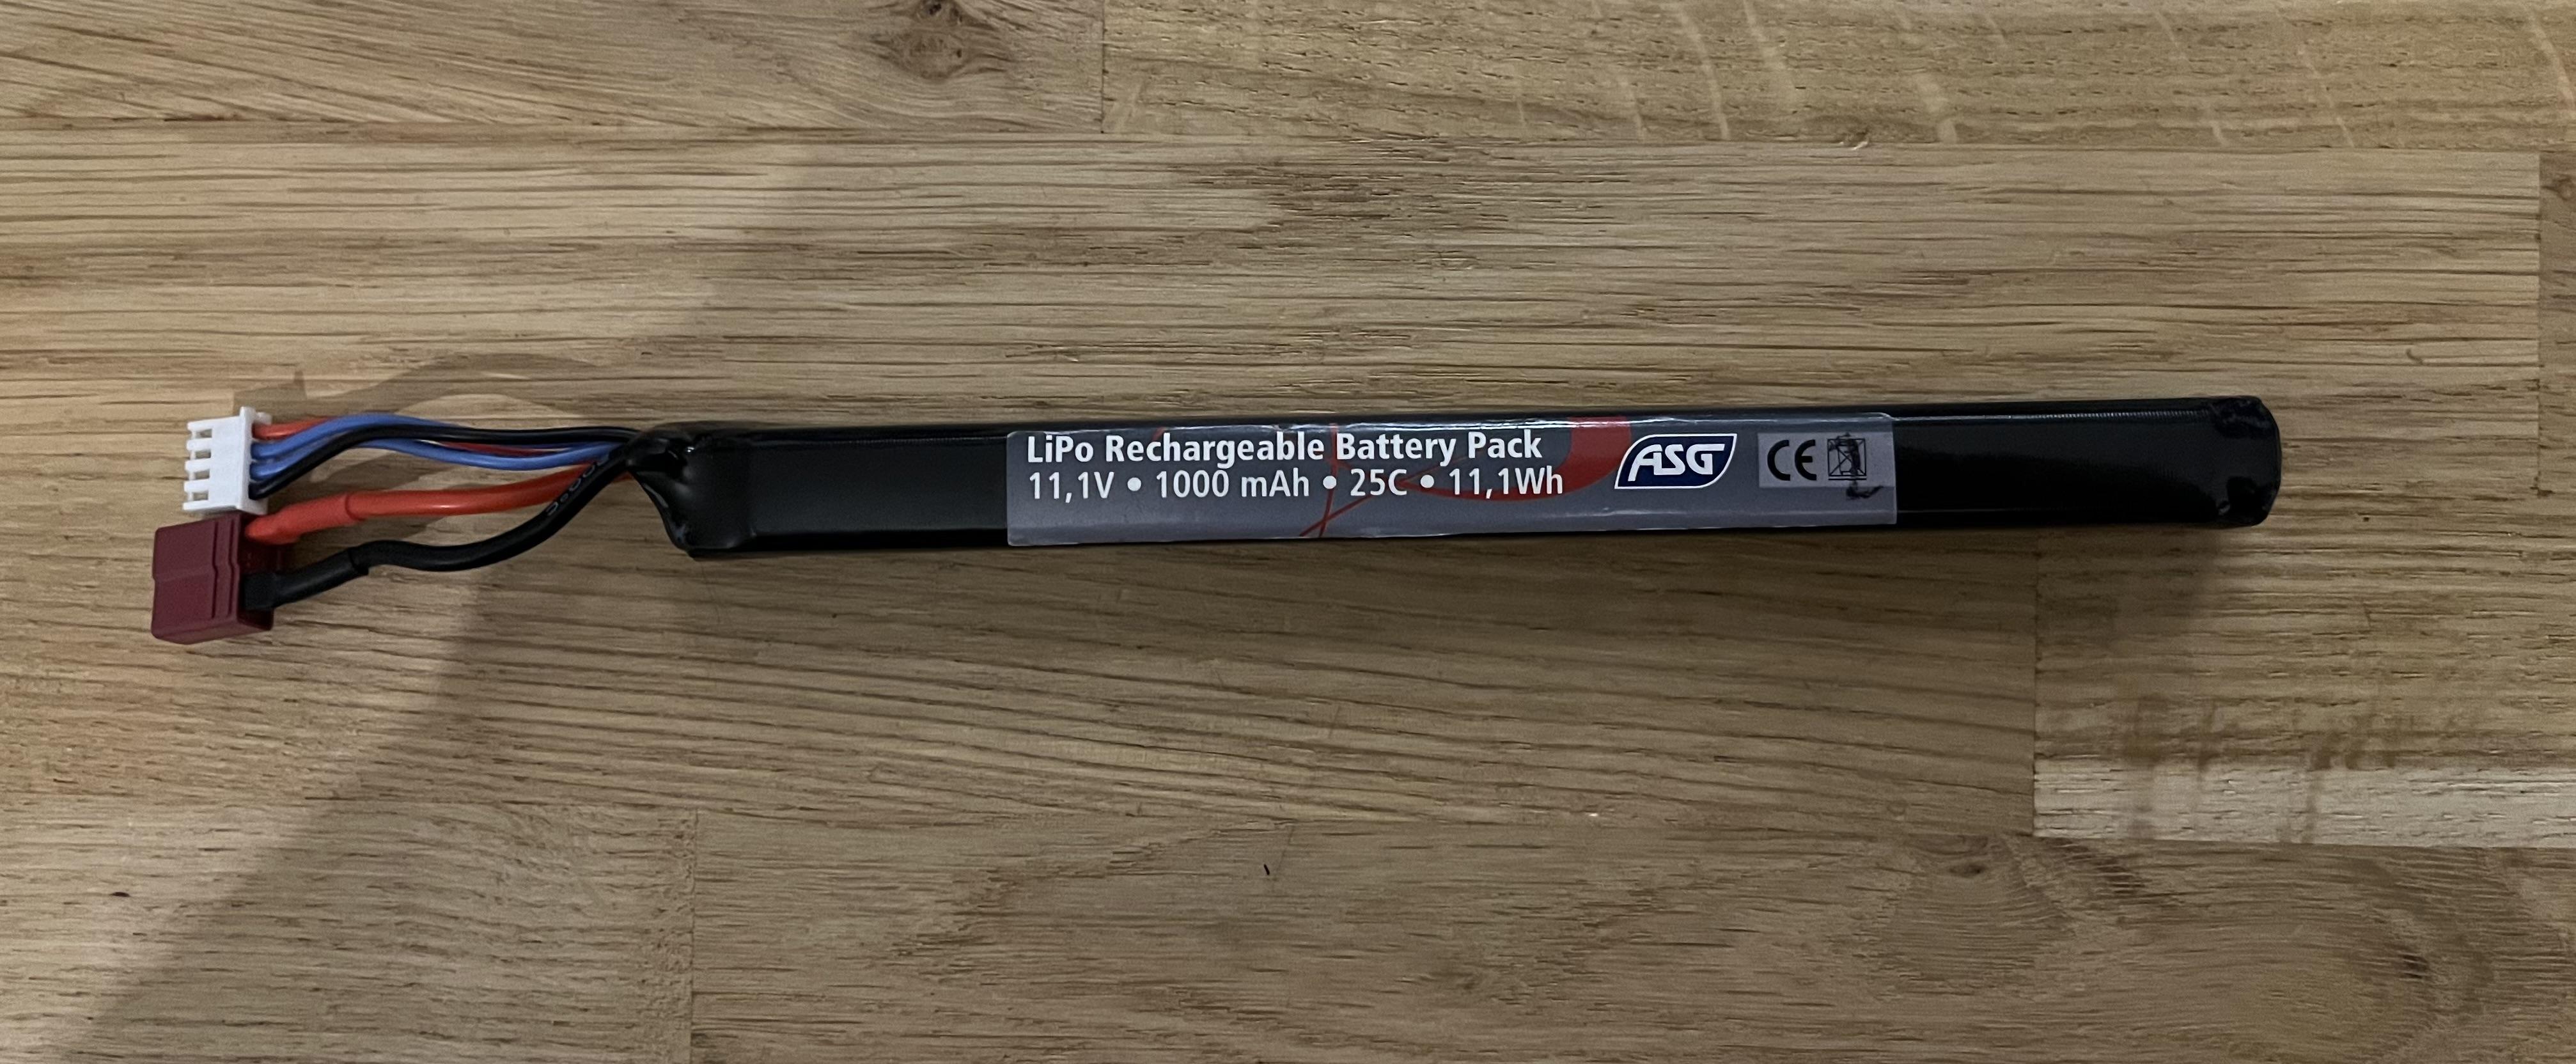 LiPo Rechargeable Battery Pack
11,1V • 1000 mAh • 25C • 11,1Wh
ASG
CE